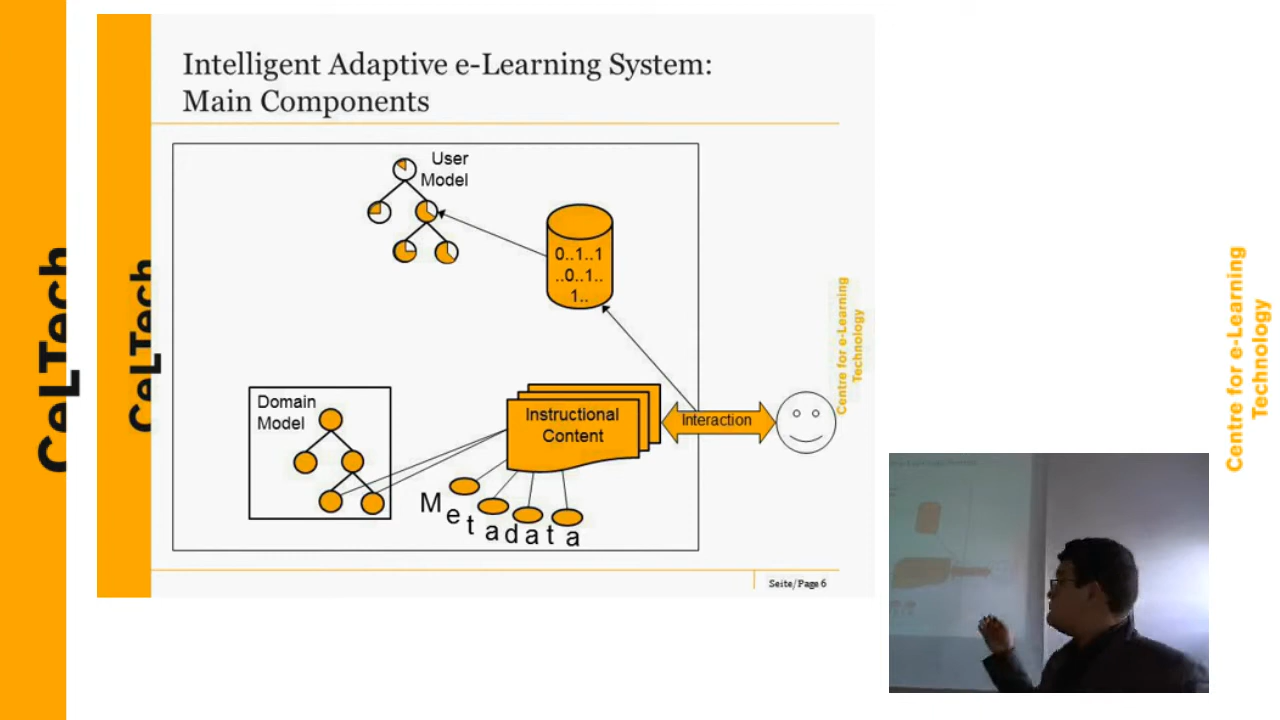 Intelligent Adaptive e-Learning System:
Main Components
User
Model
0..1..1
..0..1..
1..
Domain
Model
Instructional
Content
Interaction
Metadata
Seite/Page 6
CeLTech
CeLTech
Centre for e-Learning
Technology
Centre for e-Learning
Technology